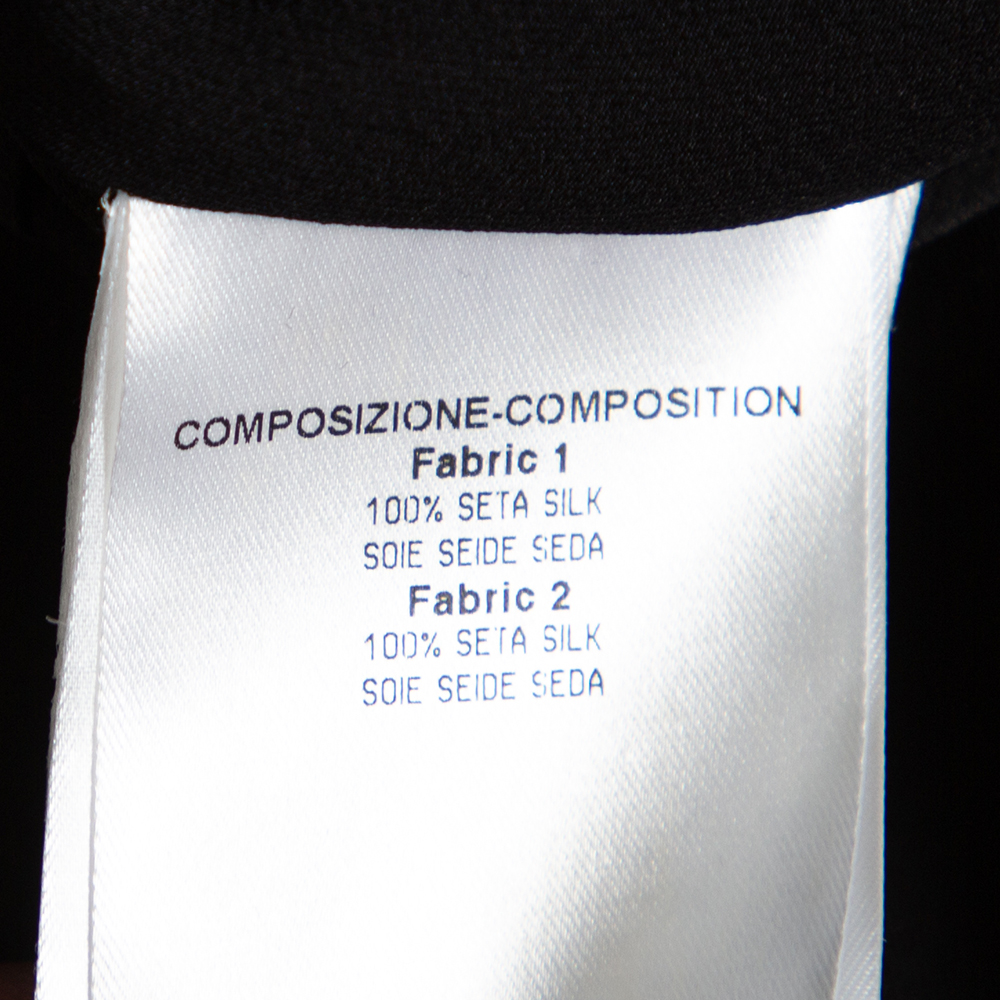 COMPOSIZIONE-COMPOSITION
Fabric 1
100% SETA SILK
SOIE SEIDE SEDA
Fabric 2
100% SETA SILK
SOIE SEIDE SEDA